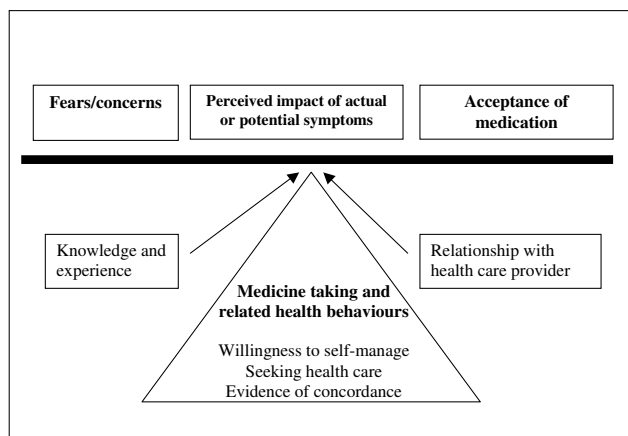 Fears/concerns
Perceived impact of actual
or potential symptoms
Acceptance of
medication
Knowledge and
experience
Relationship with
health care provider
Medicine taking and
related health behaviours
Willingness to self-manage
Seeking health care
Evidence of concordance